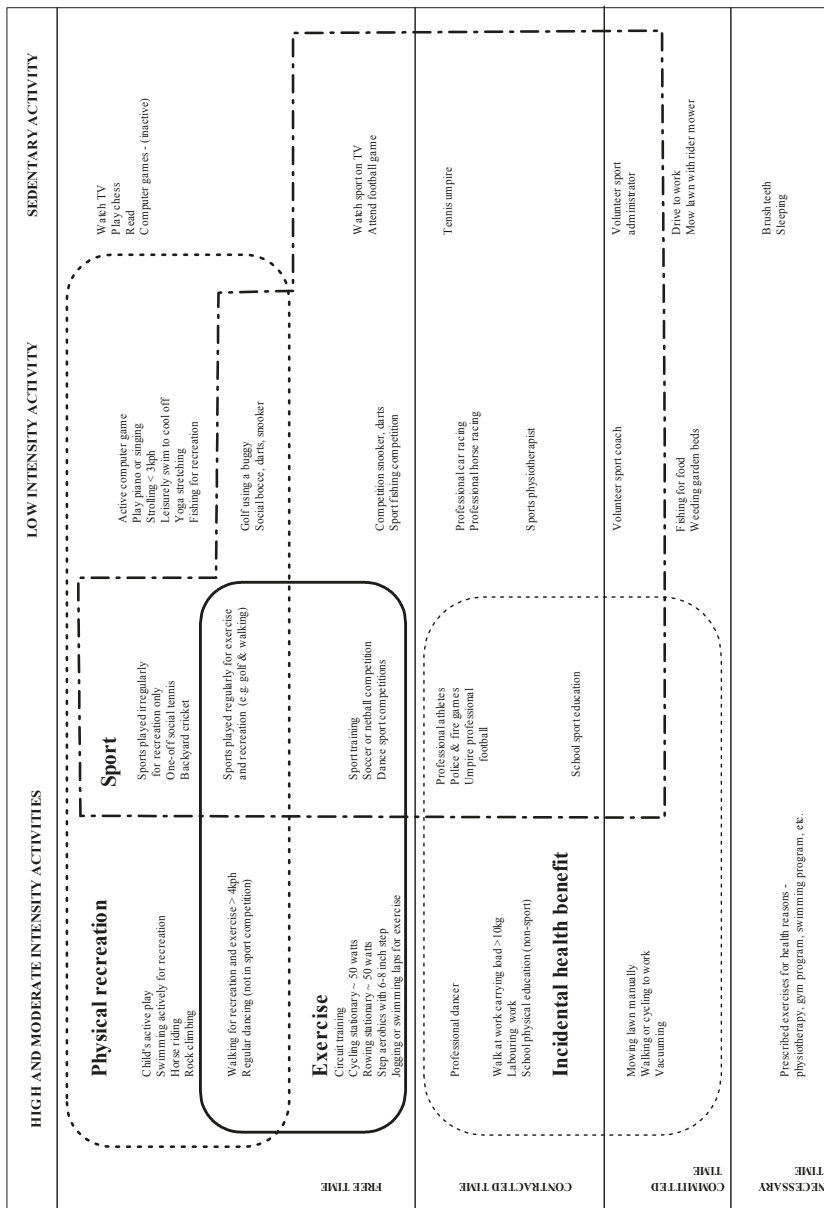 HIGH AND MODERATE INTENSITY ACTIVITIES
LOW INTENSITY ACTIVITY
SEDENTARY ACTIVITY
FREE TIME
Physical recreation
Child's active play
Swimming actively for recreation
Horse riding
Rock climbing
Sport
Sports played irregularly
for recreation only
One-off social tennis
Backyard cricket
Active computer game
Play piano or singing
Strolling < 3kph
Leisurely swim to cool off
Yoga stretching
Fishing for recreation
Watch TV
Play chess
Read
Computer games - (inactive)
Walking for recreation and exercise > 4kph
Regular dancing (not in sport competition)
Sports played regularly for exercise
and recreation (e.g. golf & walking)
Golf using a buggy
Social bocce, darts, snooker
Exercise
Circuit training
Cycling stationary ~ 50 watts
Rowing stationary ~ 50 watts
Step aerobics with 6-8 inch step
Jogging or swimming laps for exercise
Sport training
Soccer or netball competition
Dance sport competitions
Competition snooker, darts
Sport fishing competition
Watch sport on TV
Attend football game
CONTRACTED TIME
Professional dancer
Walk at work carrying load >10kg
Labouring work
School physical education (non-sport)
Incidental health benefit
Professional athletes
Police & fire games
Umpire professional
football
School sport education
Professional car racing
Professional horse racing
Sports physiotherapist
Tennis umpire
COMMITTED
TIME
Mowing lawn manually
Walking or cycling to work
Vacuuming
Volunteer sport coach
Fishing for food
Weeding garden beds
Volunteer sport
administrator
Drive to work
Mow lawn with rider mower
NECESSARY
TIME
Prescribed exercises for health reasons -
physiotherapy, gym program, swimming program, etc.
Brush teeth
Sleeping